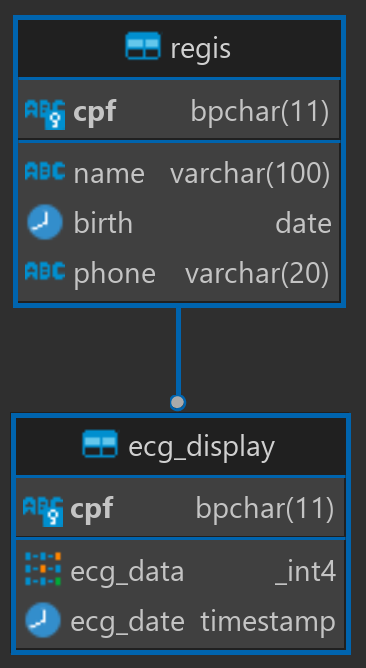 regis
cpf bpchar(11)
name varchar(100)
birth date
phone varchar(20)
ecg_display
cpf bpchar(11)
ecg_data _int4
ecg_date timestamp